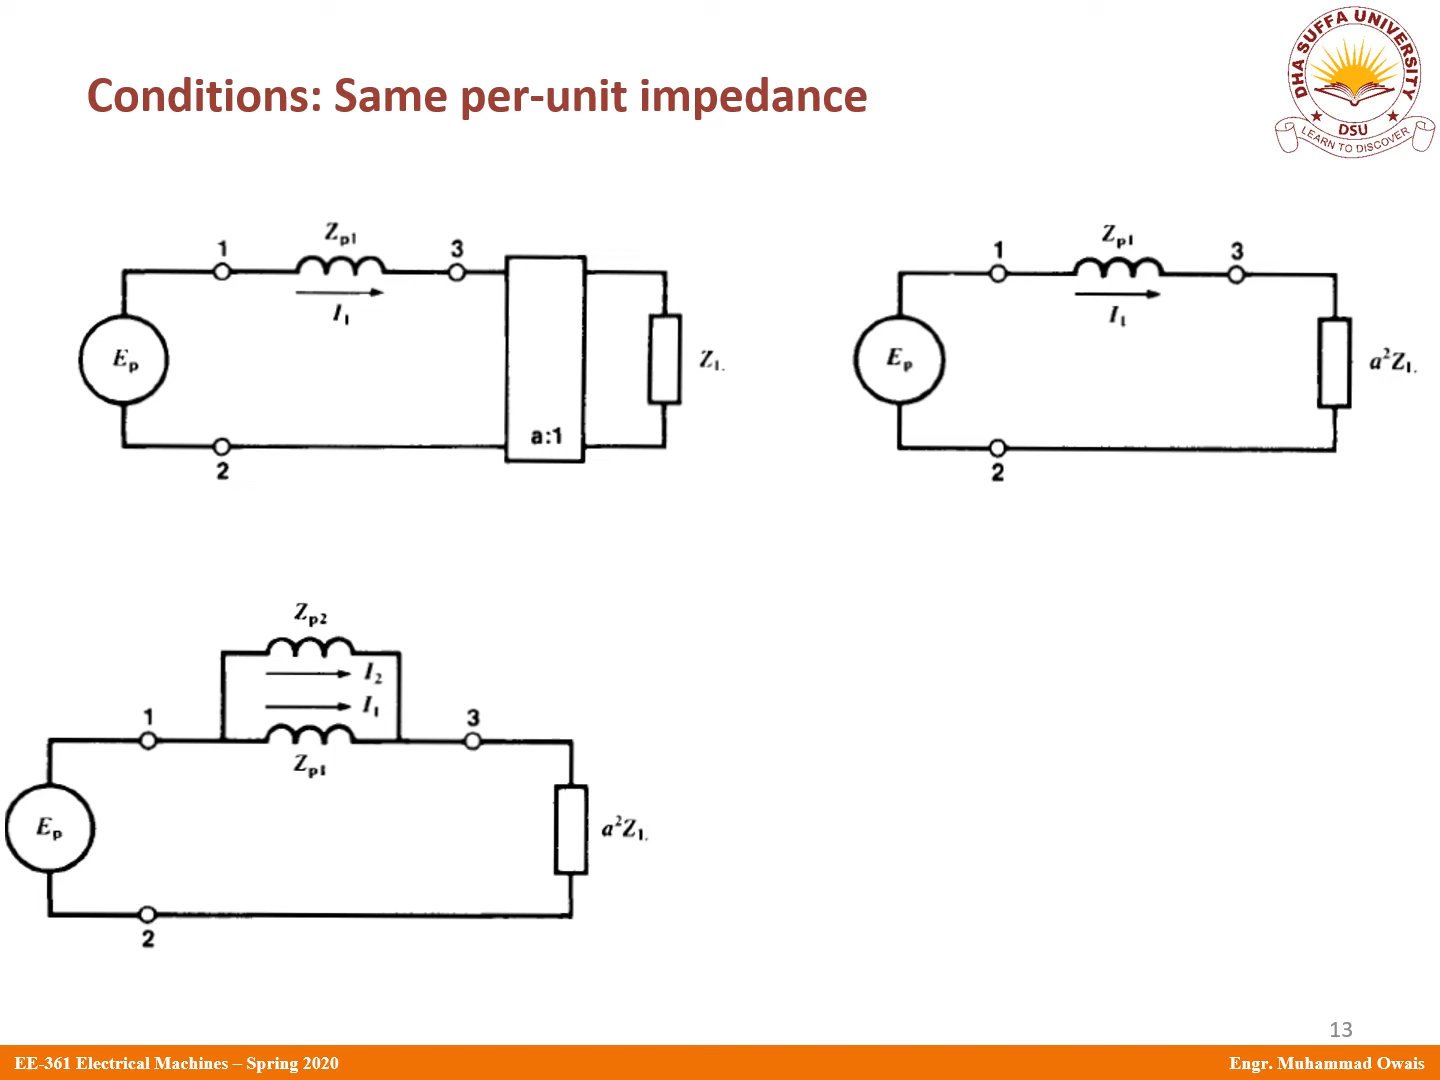 DHA SUFFA UNIVERSITY
DSU
LEARN TO DISCOVER
Conditions: Same per-unit impedance
Zp1
1
3
I1
Ep
ZL
a:1
2
Zp1
1
3
I1
Ep
a²ZL
2
Zp2
I2
I1
1
3
Zp1
Ep
a²ZL
2
13
EE-361 Electrical Machines – Spring 2020
Engr. Muhammad Owais